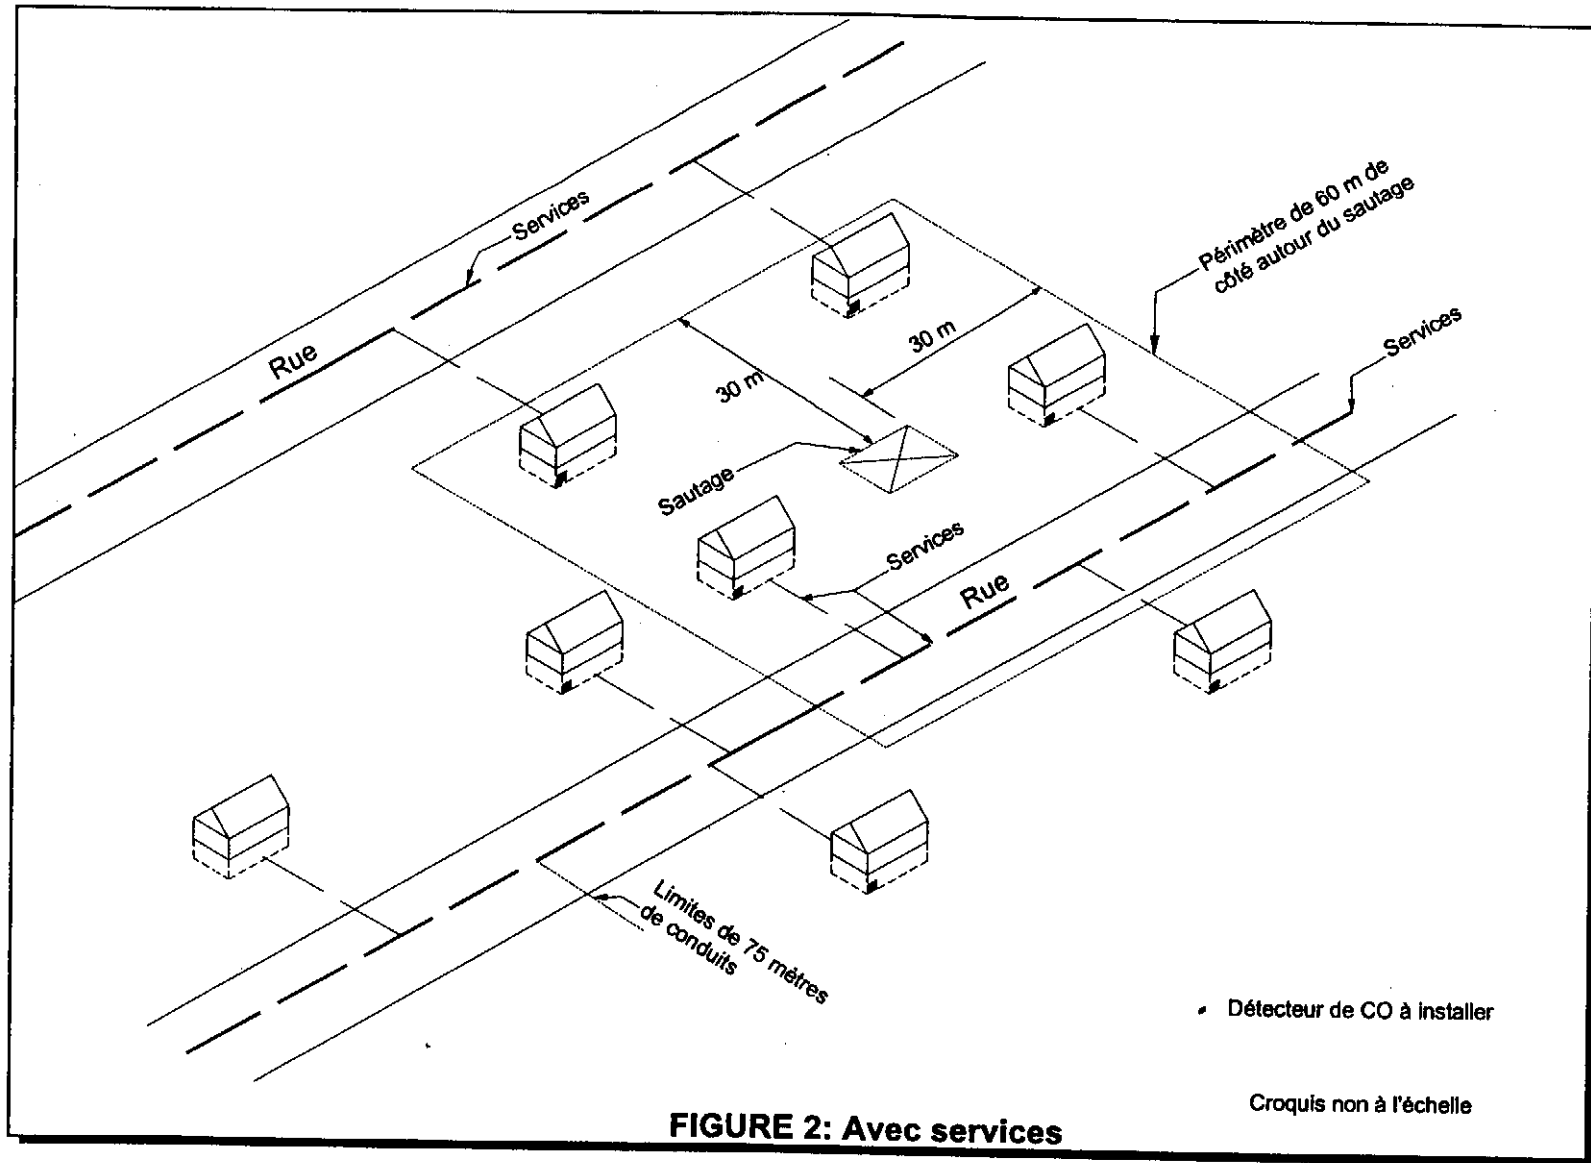 Services
Périmètre de 60 m de
côté autour du sautage
Rue
30 m
30 m
Services
Sautage
Services
Rue
Limites de 75 mètres
de conduits
Détecteur de CO à installer
Croquis non à l'échelle
FIGURE 2: Avec services